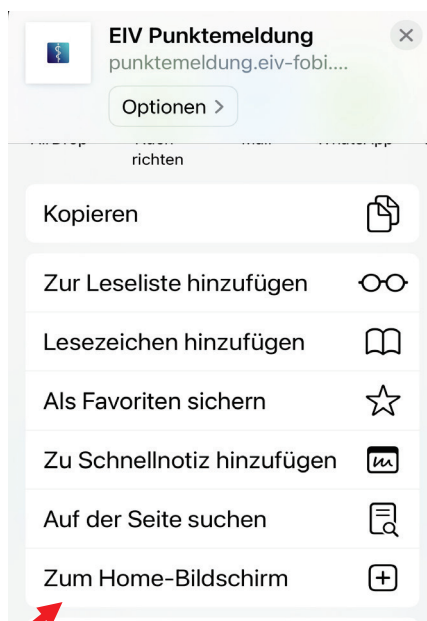 EIV Punktemeldung
punktemeldung.eiv-fobi....
Optionen >
richten
Kopieren
Zur Leseliste hinzufügen
Lesezeichen hinzufügen
Als Favoriten sichern
Zu Schnellnotiz hinzufügen
Auf der Seite suchen
Zum Home-Bildschirm